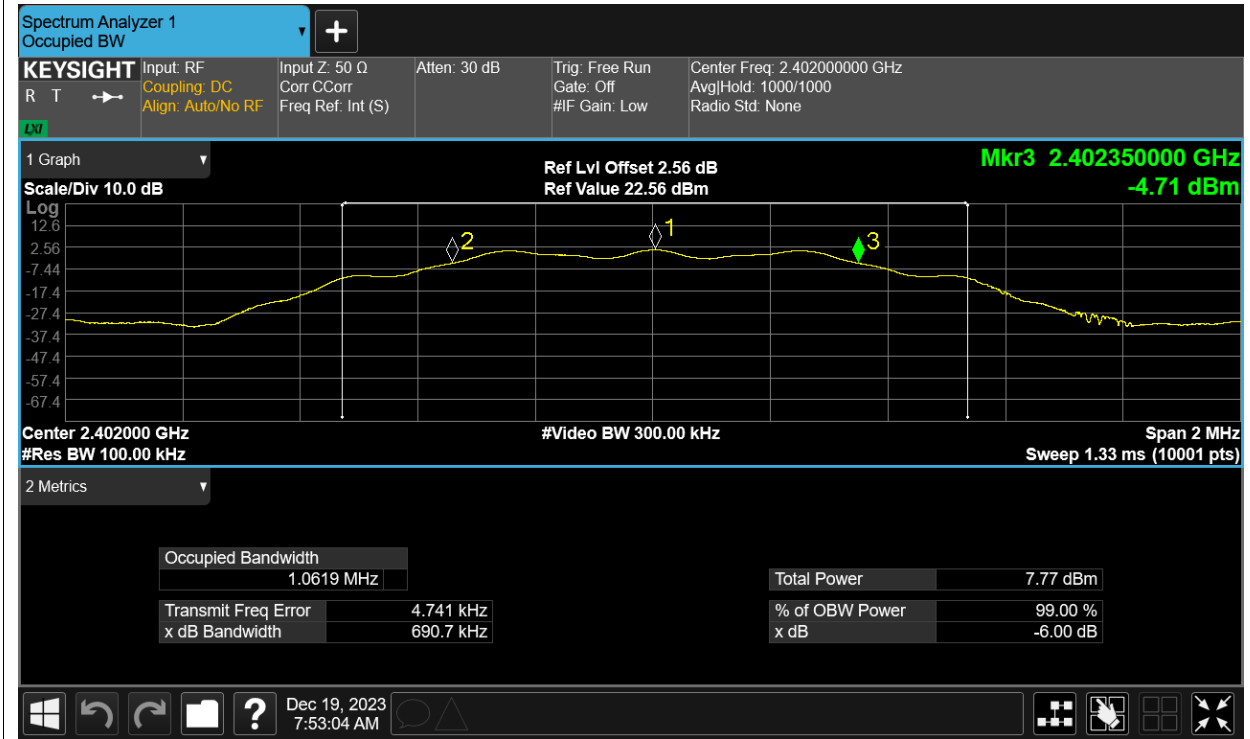 Spectrum Analyzer 1
Occupied BW
KEYSIGHT
R T
LXI
Input: RF
Coupling: DC
Align: Auto/No RF
Input Z: 50 Ω
Corr CCorr
Freq Ref: Int (S)
Atten: 30 dB
Trig: Free Run
Gate: Off
#IF Gain: Low
Center Freq: 2.402000000 GHz
Avg|Hold: 1000/1000
Radio Std: None
1 Graph
Scale/Div 10.0 dB
Ref Lvl Offset 2.56 dB
Ref Value 22.56 dBm
Mkr3 2.402350000 GHz
-4.71 dBm
Log
12.6
2.56
-7.44
-17.4
-27.4
-37.4
-47.4
-57.4
-67.4
2
1
3
Center 2.402000 GHz
#Res BW 100.00 kHz
#Video BW 300.00 kHz
Span 2 MHz
Sweep 1.33 ms (10001 pts)
2 Metrics
Occupied Bandwidth
1.0619 MHz
Transmit Freq Error 4.741 kHz
x dB Bandwidth 690.7 kHz
Total Power 7.77 dBm
% of OBW Power 99.00 %
x dB -6.00 dB
?
Dec 19, 2023
7:53:04 AM